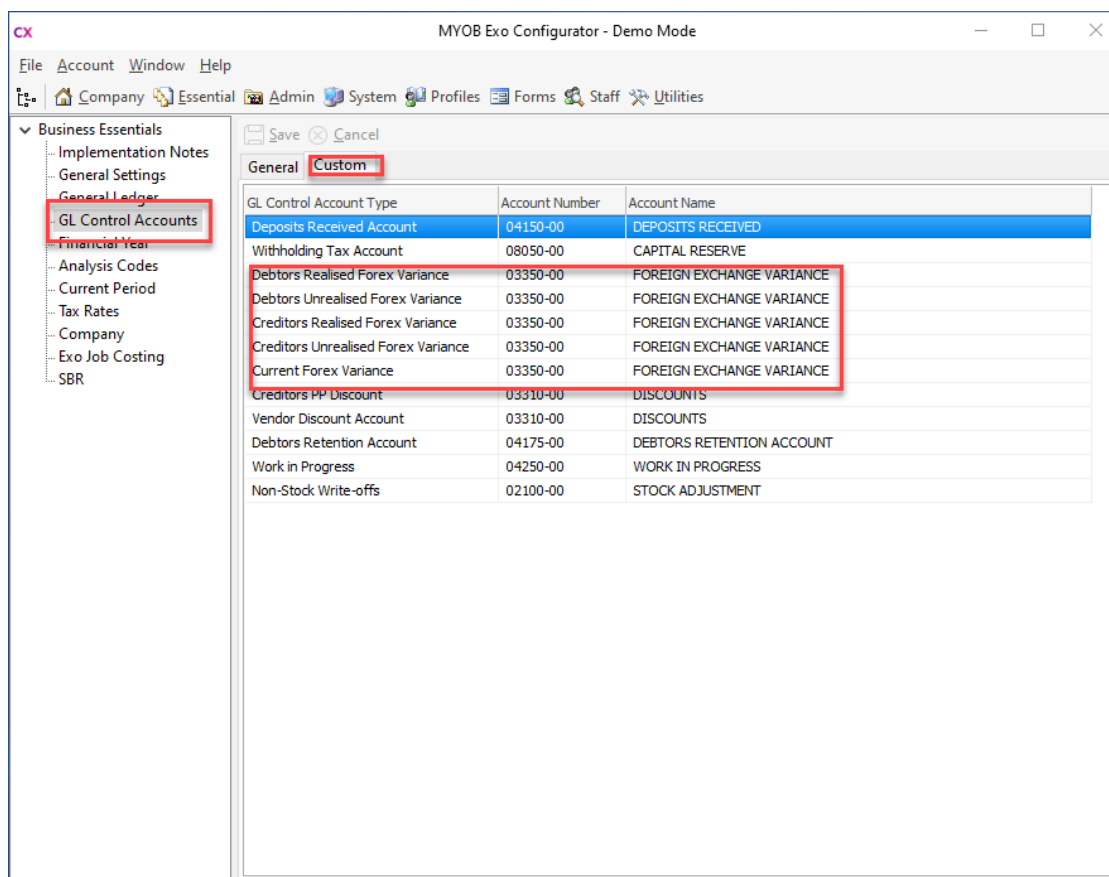 CX MYOB Exo Configurator - Demo Mode
File Account Window Help
Company Essential Admin System Profiles Forms Staff Utilities
Business Essentials
Implementation Notes
General Settings
General Ledger
GL Control Accounts
Financial Year
Analysis Codes
Current Period
Tax Rates
Company
Exo Job Costing
SBR
Save Cancel
General Custom
GL Control Account Type Account Number Account Name
Deposits Received Account 04150-00 DEPOSITS RECEIVED
Withholding Tax Account 08050-00 CAPITAL RESERVE
Debtors Realised Forex Variance 03350-00 FOREIGN EXCHANGE VARIANCE
Debtors Unrealised Forex Variance 03350-00 FOREIGN EXCHANGE VARIANCE
Creditors Realised Forex Variance 03350-00 FOREIGN EXCHANGE VARIANCE
Creditors Unrealised Forex Variance 03350-00 FOREIGN EXCHANGE VARIANCE
Current Forex Variance 03350-00 FOREIGN EXCHANGE VARIANCE
Creditors PP Discount 03310-00 DISCOUNTS
Vendor Discount Account 03310-00 DISCOUNTS
Debtors Retention Account 04175-00 DEBTORS RETENTION ACCOUNT
Work in Progress 04250-00 WORK IN PROGRESS
Non-Stock Write-offs 02100-00 STOCK ADJUSTMENT